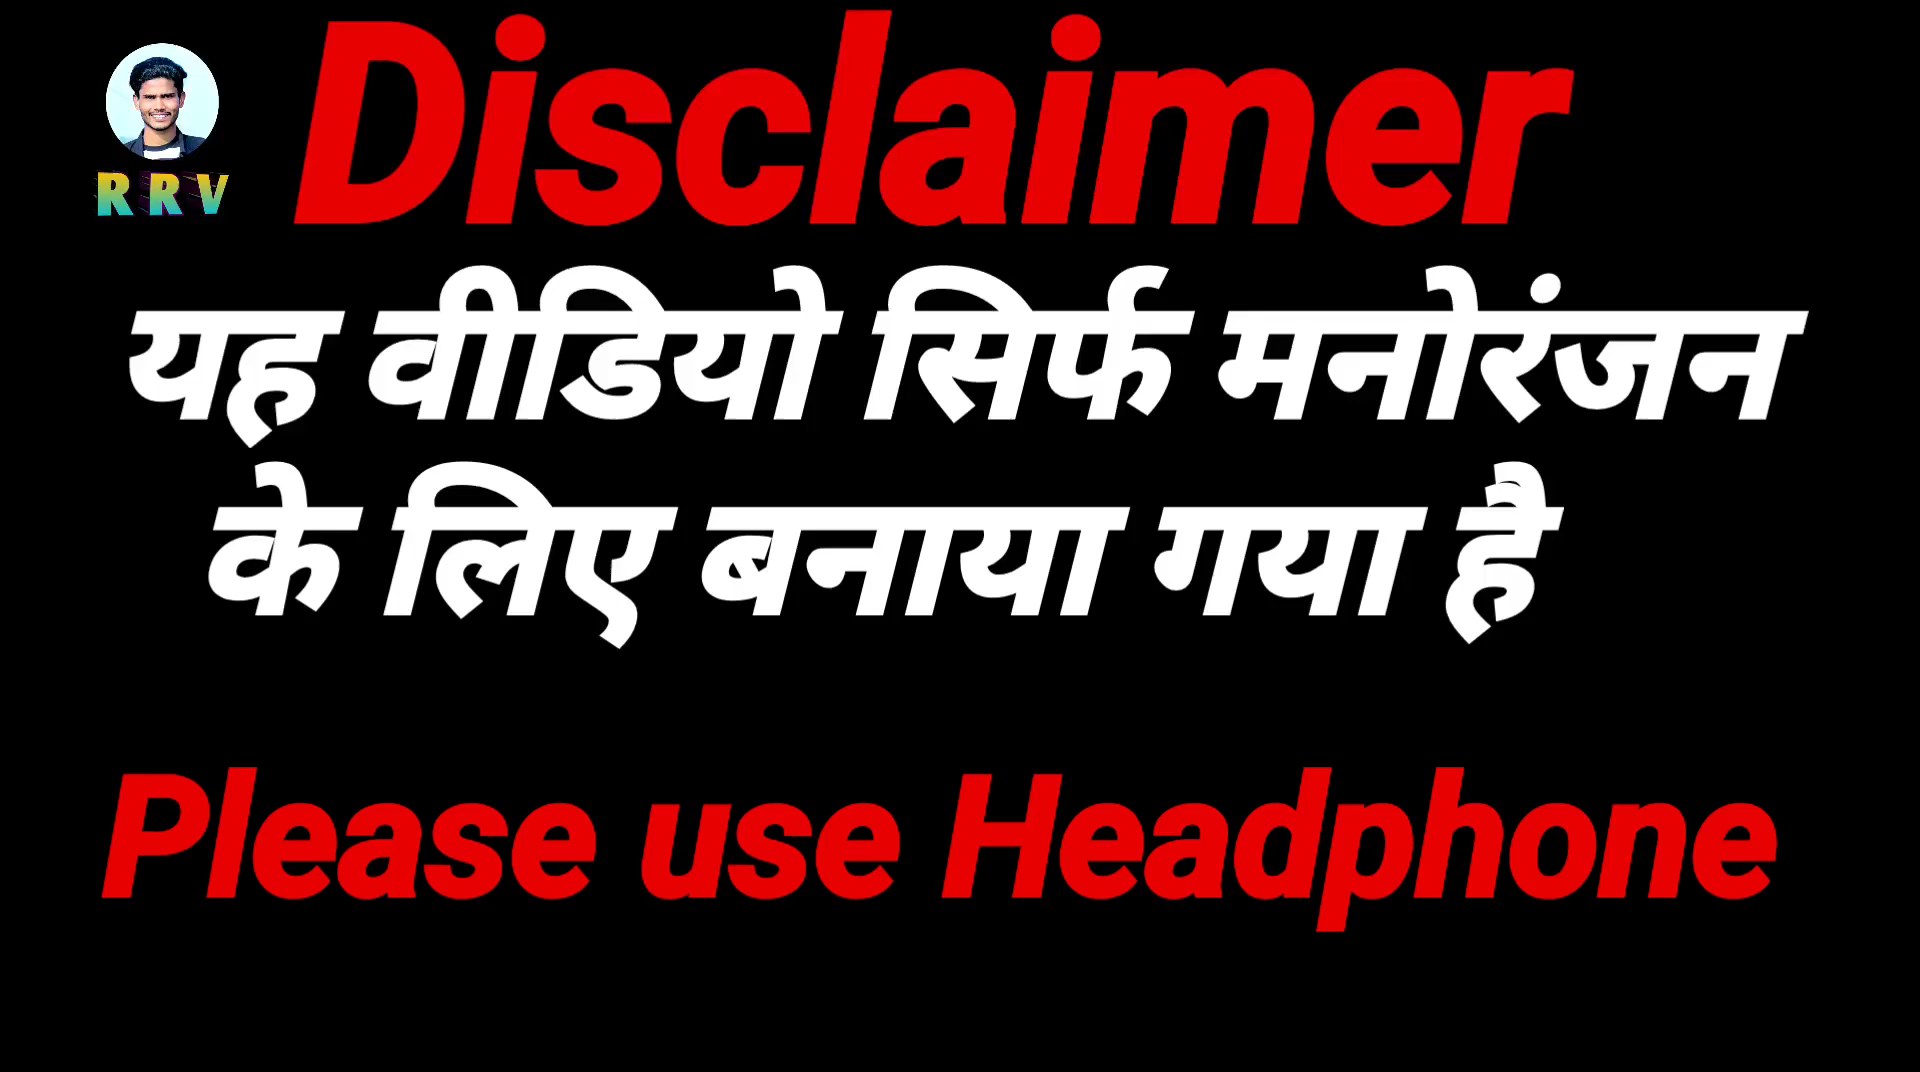 Disclaimer
RRV
यह वीडियो सिर्फ मनोरंजन
के लिए बनाया गया है
Please use Headphone